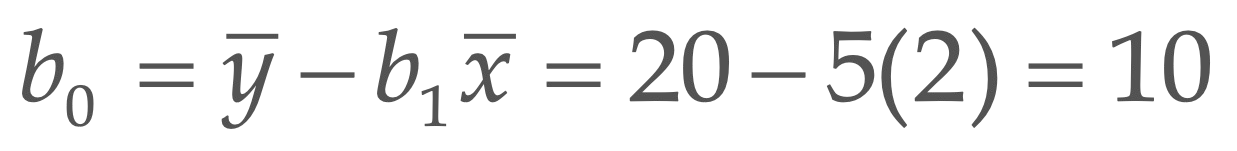 b₀ = y̅ − b₁x̅ = 20 − 5(2) = 10